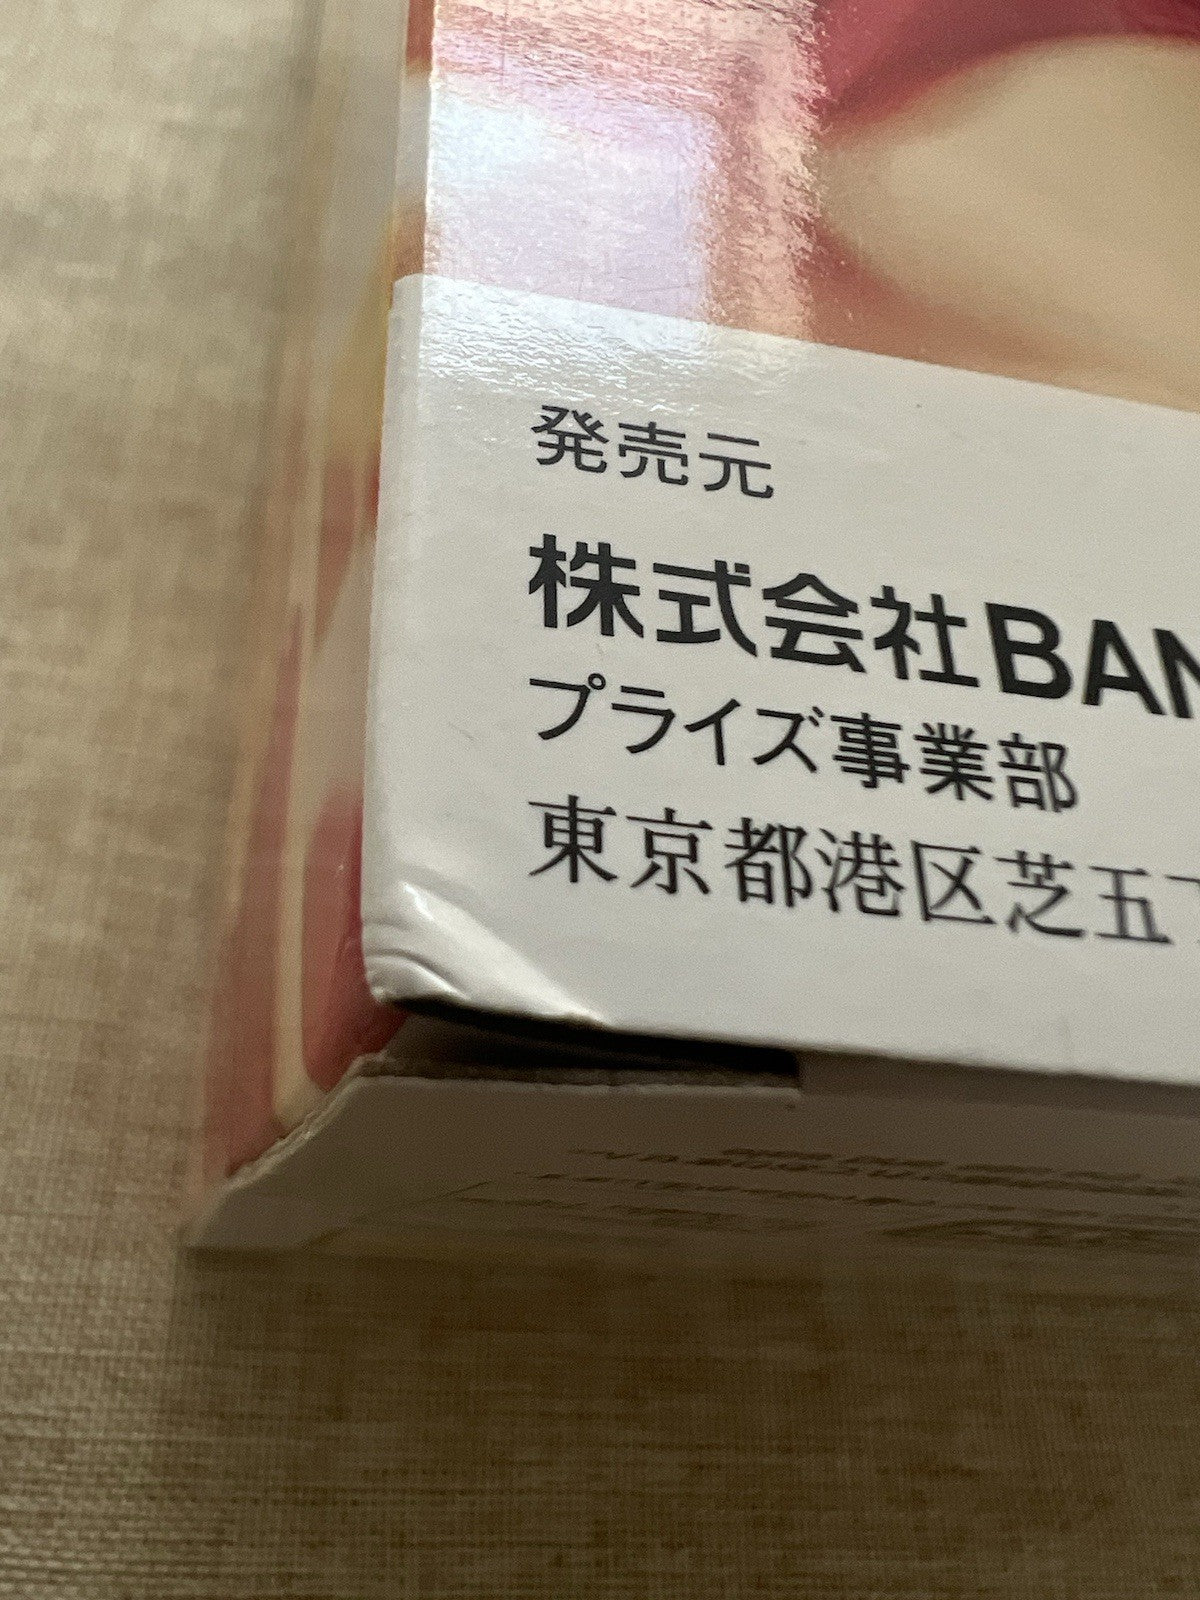 発売元
株式会社BAN
プライズ事業部
東京都港区芝五丁